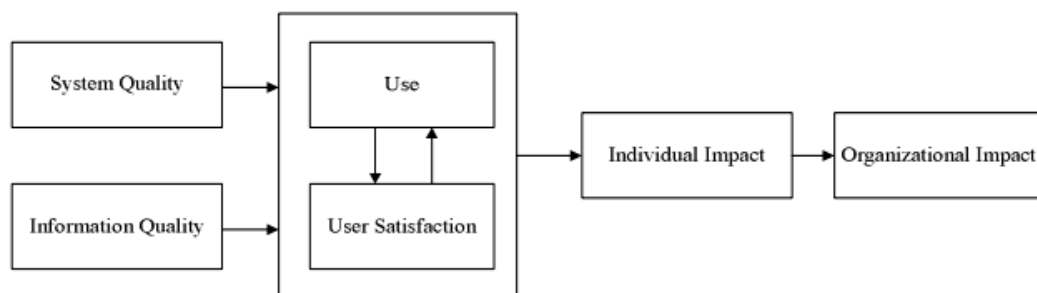 System Quality
Use
Individual Impact
Organizational Impact
Information Quality
User Satisfaction